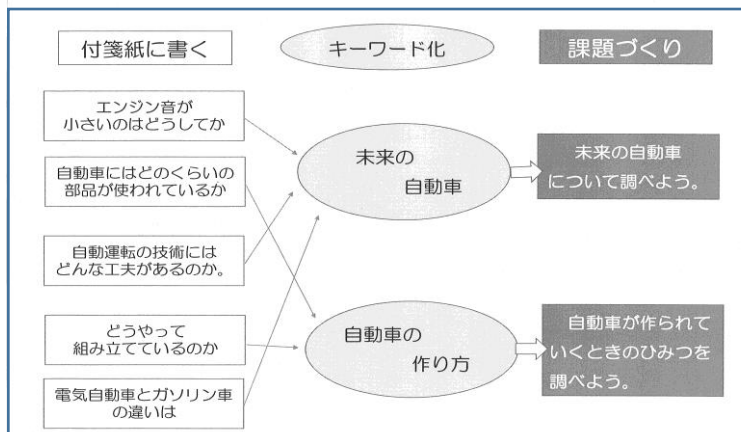 付箋紙に書く
キーワード化
課題づくり
エンジン音が
小さいのはどうしてか
自動車にはどのくらいの
部品が使われているか
自動運転の技術には
どんな工夫があるのか。
どうやって
組み立てているのか
電気自動車とガソリン車
の違いは
未来の
自動車
自動車の
作り方
未来の自動車
について調べよう。
自動車が作られて
いくときのひみつを
調べよう。